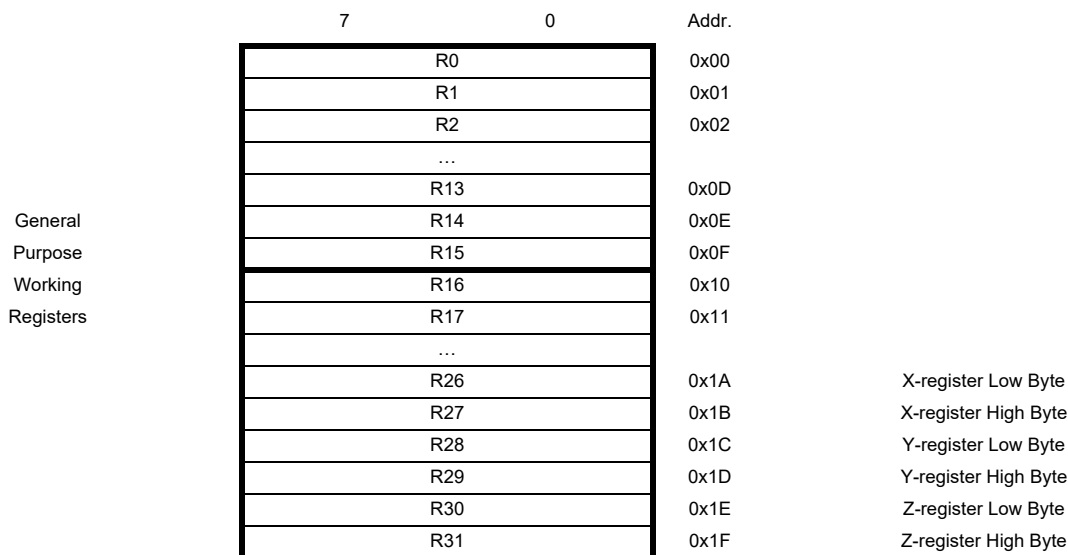 7 0 Addr.
R0 0x00
R1 0x01
R2 0x02
…
R13 0x0D
General R14 0x0E
Purpose R15 0x0F
Working R16 0x10
Registers R17 0x11
…
R26 0x1A X-register Low Byte
R27 0x1B X-register High Byte
R28 0x1C Y-register Low Byte
R29 0x1D Y-register High Byte
R30 0x1E Z-register Low Byte
R31 0x1F Z-register High Byte